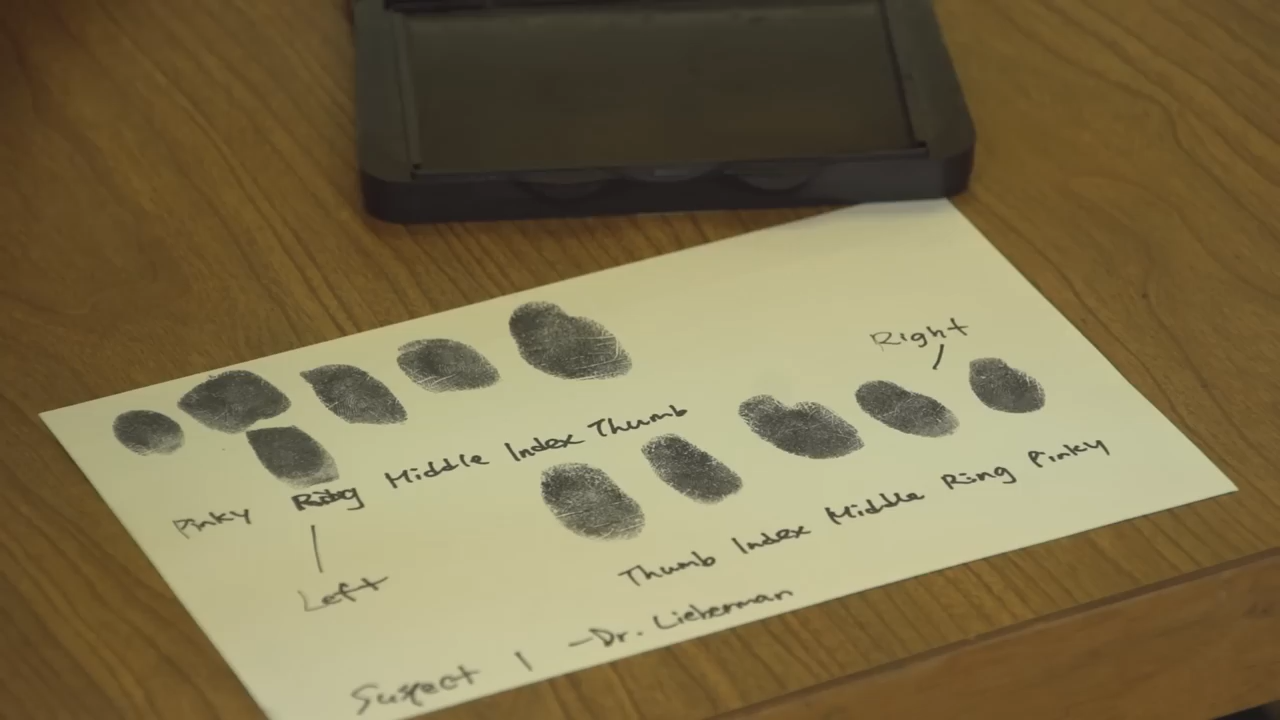 Right
Pinky Ring Middle Index Thumb
Thumb Index Middle Ring Pinky
Left
Suspect 1 -Dr. Lieberman